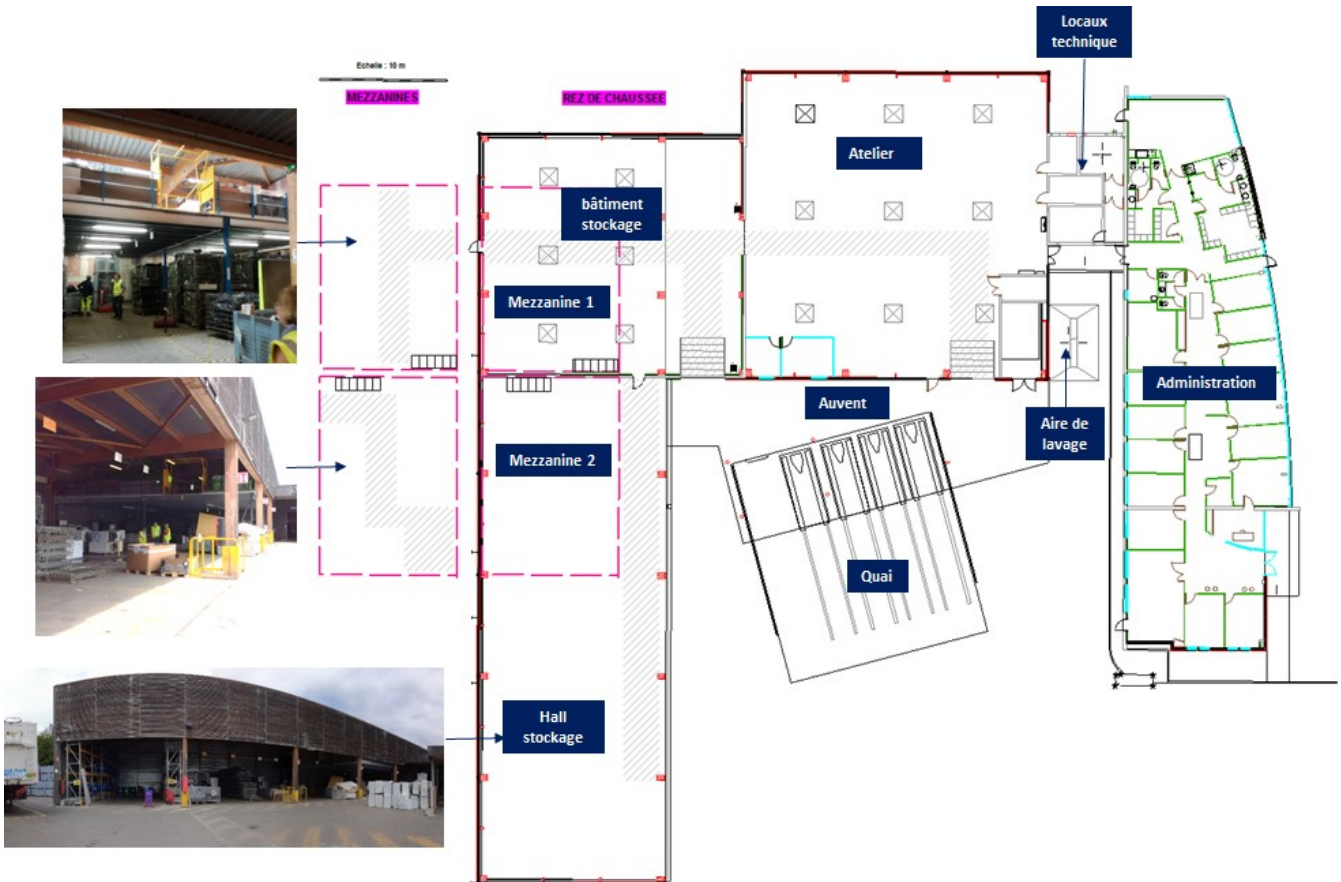 Locaux
technique
Echelle : 10 m
MEZZANINES
REZ DE CHAUSSEE
Atelier
bâtiment
stockage
Mezzanine 1
Administration
Auvent
Aire de
lavage
Mezzanine 2
Quai
Hall
stockage